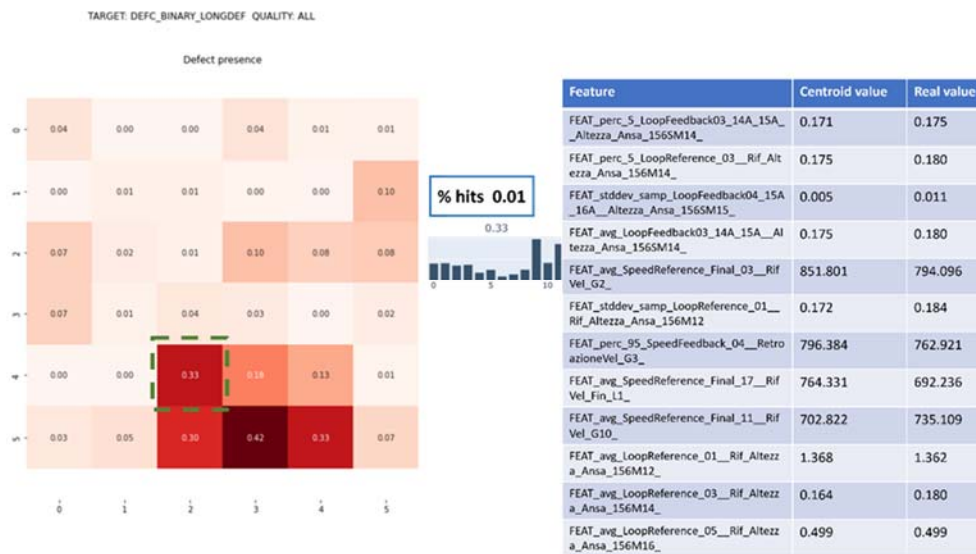 TARGET: DEFC_BINARY_LONGDEF QUALITY: ALL
Defect presence
0 0.04 0.00 0.00 0.04 0.01 0.01
1 0.00 0.01 0.01 0.00 0.00 0.10
2 0.07 0.02 0.01 0.10 0.08 0.08
3 0.07 0.01 0.04 0.03 0.00 0.02
4 0.00 0.00 0.33 0.18 0.13 0.01
5 0.03 0.05 0.30 0.42 0.33 0.07
0 1 2 3 4 5
% hits 0.01
0.33
0 5 10
Feature Centroid value Real value
FEAT_perc_5_LoopFeedback03_14A_15A_
_Altezza_Ansa_156SM14_ 0.171 0.175
FEAT_perc_5_LoopReference_03__Rif_Alt
ezza_Ansa_156M14_ 0.175 0.180
FEAT_stddev_samp_LoopFeedback04_15A
_16A__Altezza_Ansa_156SM15_ 0.005 0.011
FEAT_avg_LoopFeedback03_14A_15A__Al
tezza_Ansa_156SM14_ 0.175 0.180
FEAT_avg_SpeedReference_Final_03__Rif
Vel_G2_ 851.801 794.096
FEAT_stddev_samp_LoopReference_01__
Rif_Altezza_Ansa_156M12 0.172 0.184
FEAT_perc_95_SpeedFeedback_04__Retro
azioneVel_G3_ 796.384 762.921
FEAT_avg_SpeedReference_Final_17__Rif
Vel_Fin_L1_ 764.331 692.236
FEAT_avg_SpeedReference_Final_11__Rif
Vel_G10_ 702.822 735.109
FEAT_avg_LoopReference_01__Rif_Altezz
a_Ansa_156M12_ 1.368 1.362
FEAT_avg_LoopReference_03__Rif_Altezz
a_Ansa_156M14_ 0.164 0.180
FEAT_avg_LoopReference_05__Rif_Altezz
a_Ansa_156M16_ 0.499 0.499